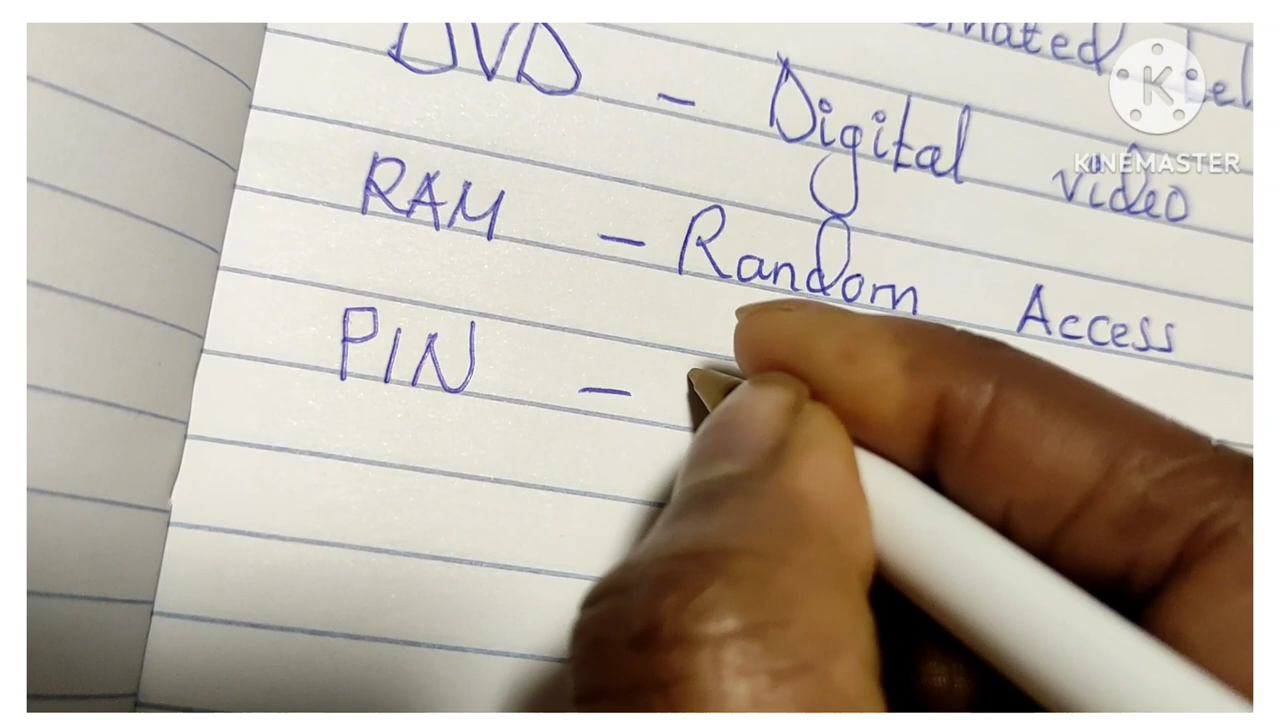 DVD - Digital Video
RAM - Random Access
PIN -
KINEMASTER